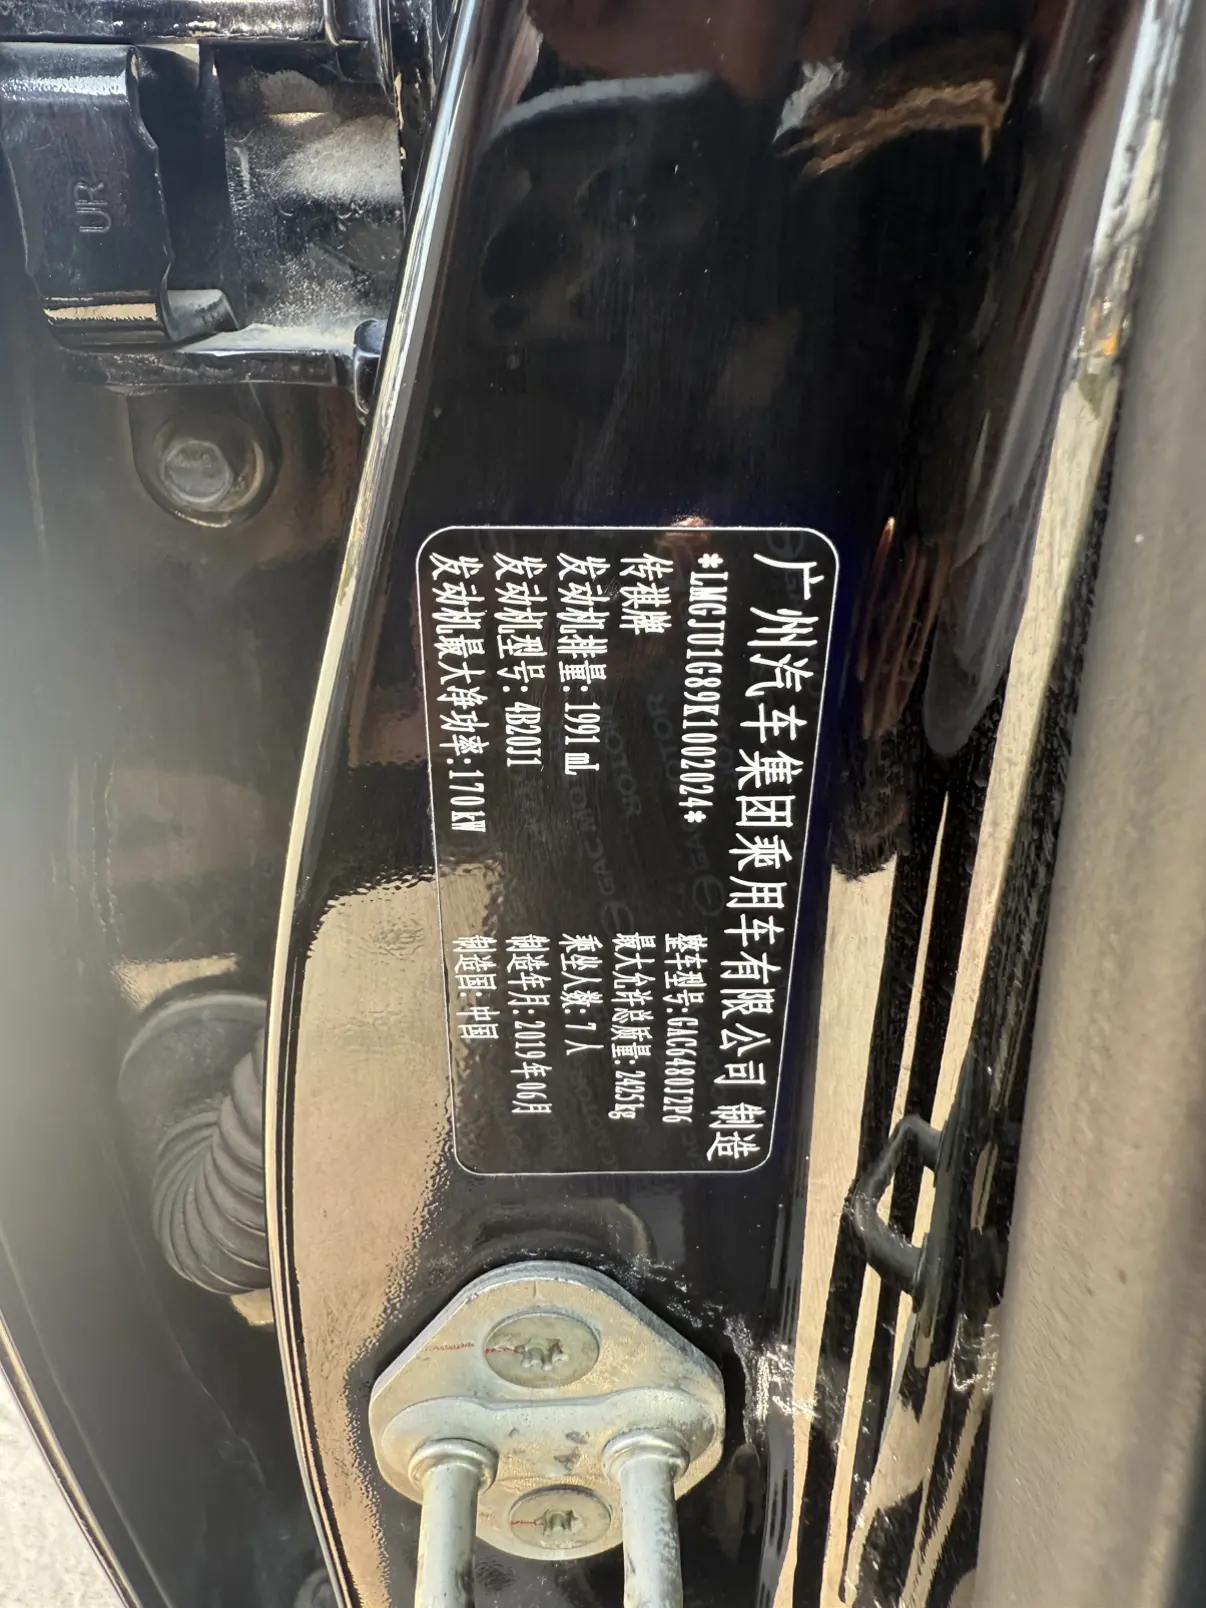 广州汽车集团乘用车有限公司 制造
*LMGJU1G89K1002024*
传祺牌
发动机排量:1991 mL
发动机型号:4B20J1
发动机最大净功率:170kW
整车型号:GAC6480J2P6
最大允许总质量:2425kg
乘坐人数:7 人
制造年月:2019年06月
制造国:中国
UR
GAC MOTOR